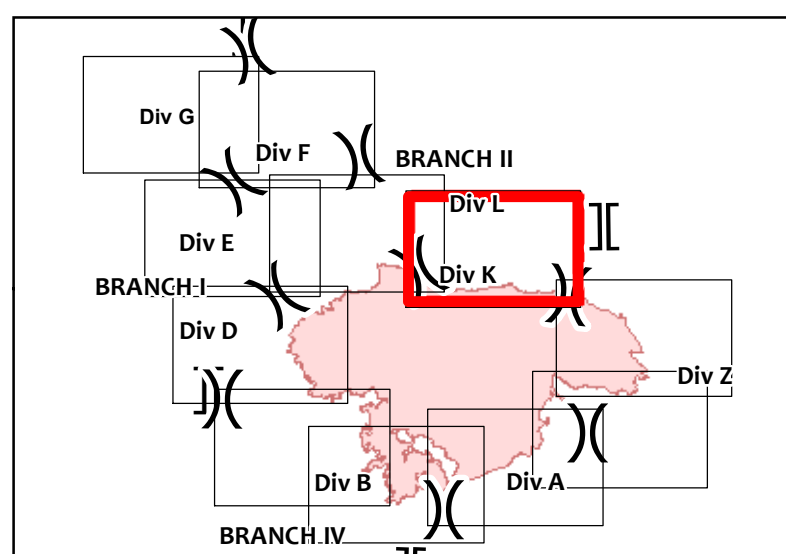 Div G
Div F
BRANCH II
Div L
Div E
Div K
BRANCH I
Div D
Div Z
Div B
Div A
BRANCH IV